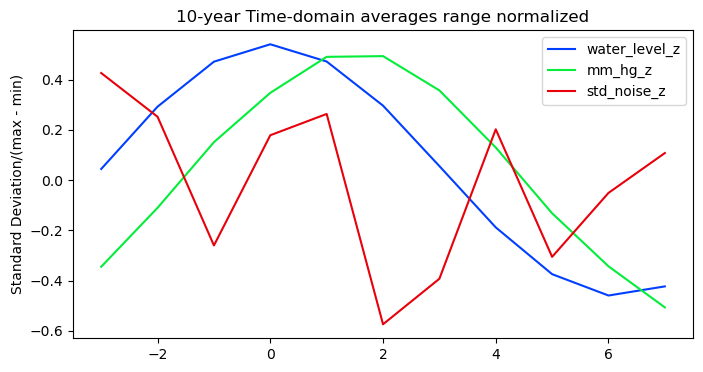 10-year Time-domain averages range normalized
Standard Deviation/(max - min)
water_level_z
mm_hg_z
std_noise_z
0.4
0.2
0.0
−0.2
−0.4
−0.6
−2 0 2 4 6